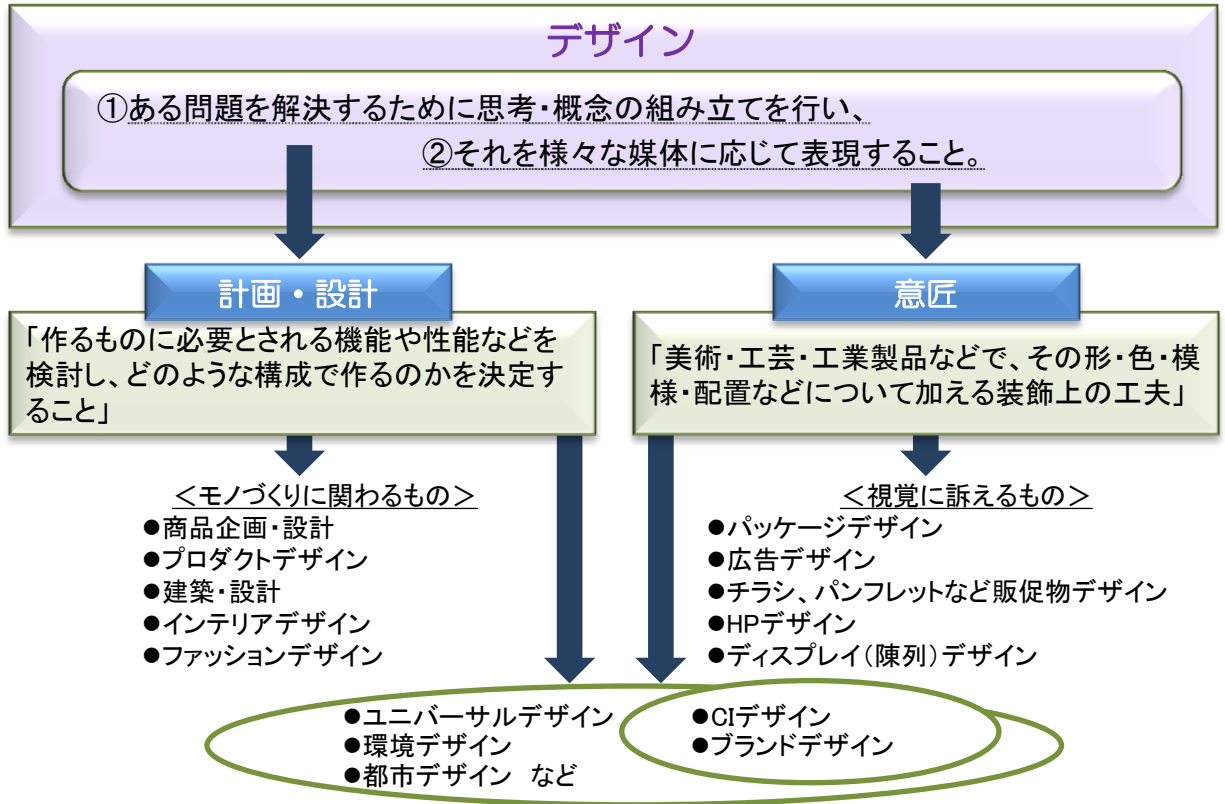 デザイン
①ある問題を解決するために思考・概念の組み立てを行い、
②それを様々な媒体に応じて表現すること。
計画・設計
「作るものに必要とされる機能や性能などを
検討し、どのような構成で作るのかを決定す
ること」
意匠
「美術・工芸・工業製品などで、その形・色・模
様・配置などについて加える装飾上の工夫」
＜モノづくりに関わるもの＞
●商品企画・設計
●プロダクトデザイン
●建築・設計
●インテリアデザイン
●ファッションデザイン
＜視覚に訴えるもの＞
●パッケージデザイン
●広告デザイン
●チラシ、パンフレットなど販促物デザイン
●HPデザイン
●ディスプレイ（陳列）デザイン
●ユニバーサルデザイン
●環境デザイン
●都市デザイン　など
●CIデザイン
●ブランドデザイン